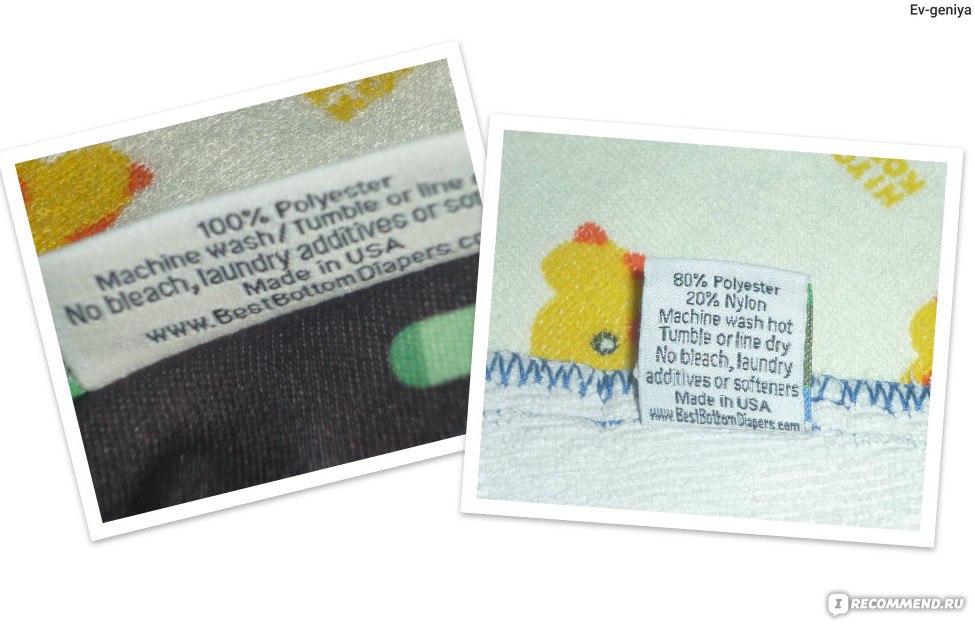 Ev-geniya
100% Polyester
Machine wash/Tumble or line
No bleach, laundry additives or
Made in USA
www.BestBottomDiapers.co
80% Polyester
20% Nylon
Machine wash hot
Tumble or line dry
No bleach, laundry
additives or softeners
Made in USA
www.BestBottomDiapers.com
I RECOMMEND.RU